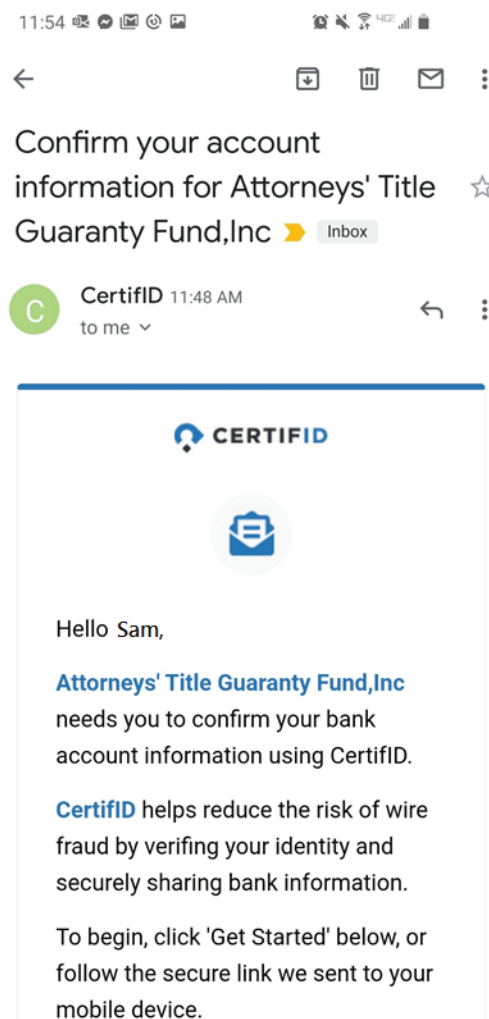 11:54
Confirm your account
information for Attorneys' Title
Guaranty Fund,Inc Inbox
C
CertifID 11:48 AM
to me
CERTIFID
Hello Sam,
Attorneys' Title Guaranty Fund,Inc
needs you to confirm your bank
account information using CertifID.
CertifID helps reduce the risk of wire
fraud by verifing your identity and
securely sharing bank information.
To begin, click 'Get Started' below, or
follow the secure link we sent to your
mobile device.